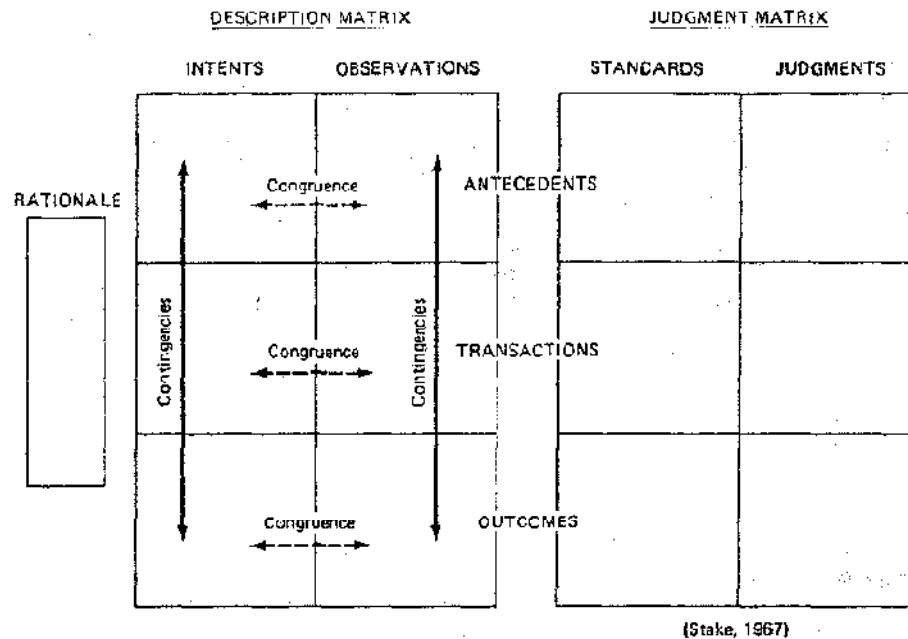 DESCRIPTION MATRIX
JUDGMENT MATRIX
INTENTS
OBSERVATIONS
STANDARDS
JUDGMENTS
RATIONALE
Congruence
ANTECEDENTS
Contingencies
Congruence
Contingencies
TRANSACTIONS
Congruence
OUTCOMES
(Stake, 1967)